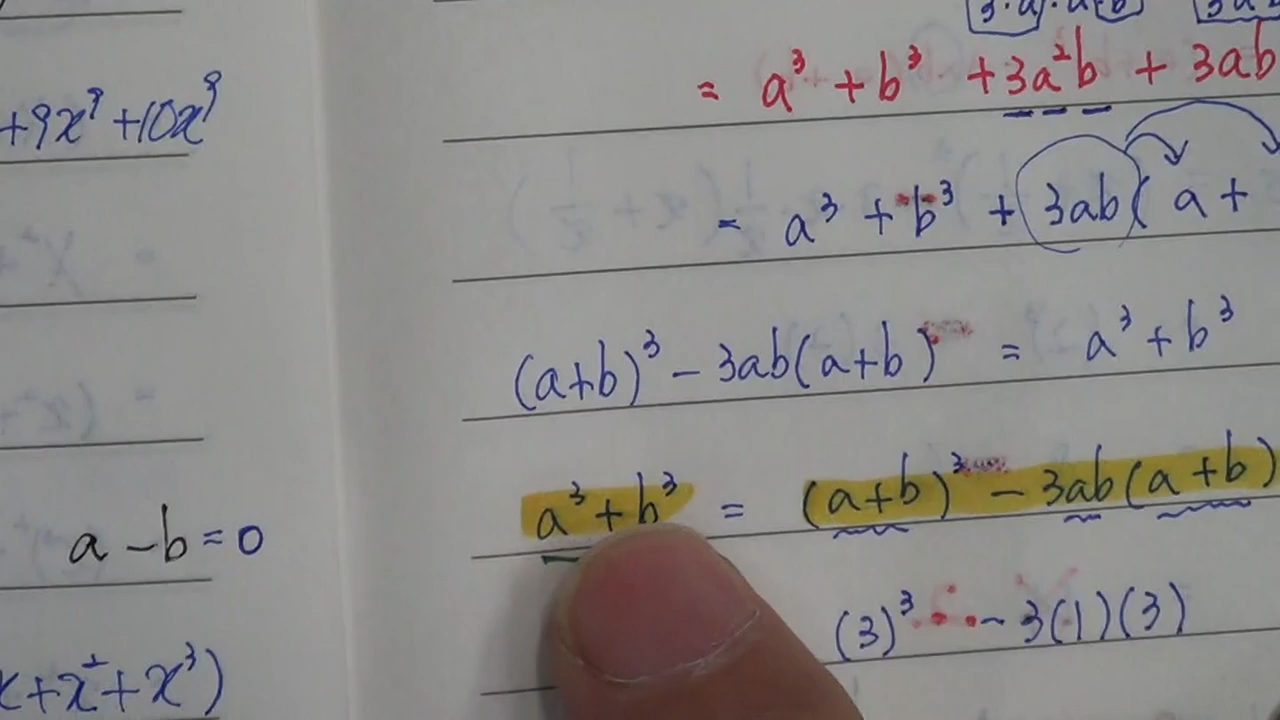 +9x⁹ +10x⁹
a - b = 0
x + x² + x³)
= a³ + b³ + 3a²b + 3ab
= a³ + b³ + 3ab( a +
(a+b)³ - 3ab(a+b) = a³ + b³
a³ + b³ = (a+b)³ - 3ab(a+b)
(3)³ - 3(1)(3)